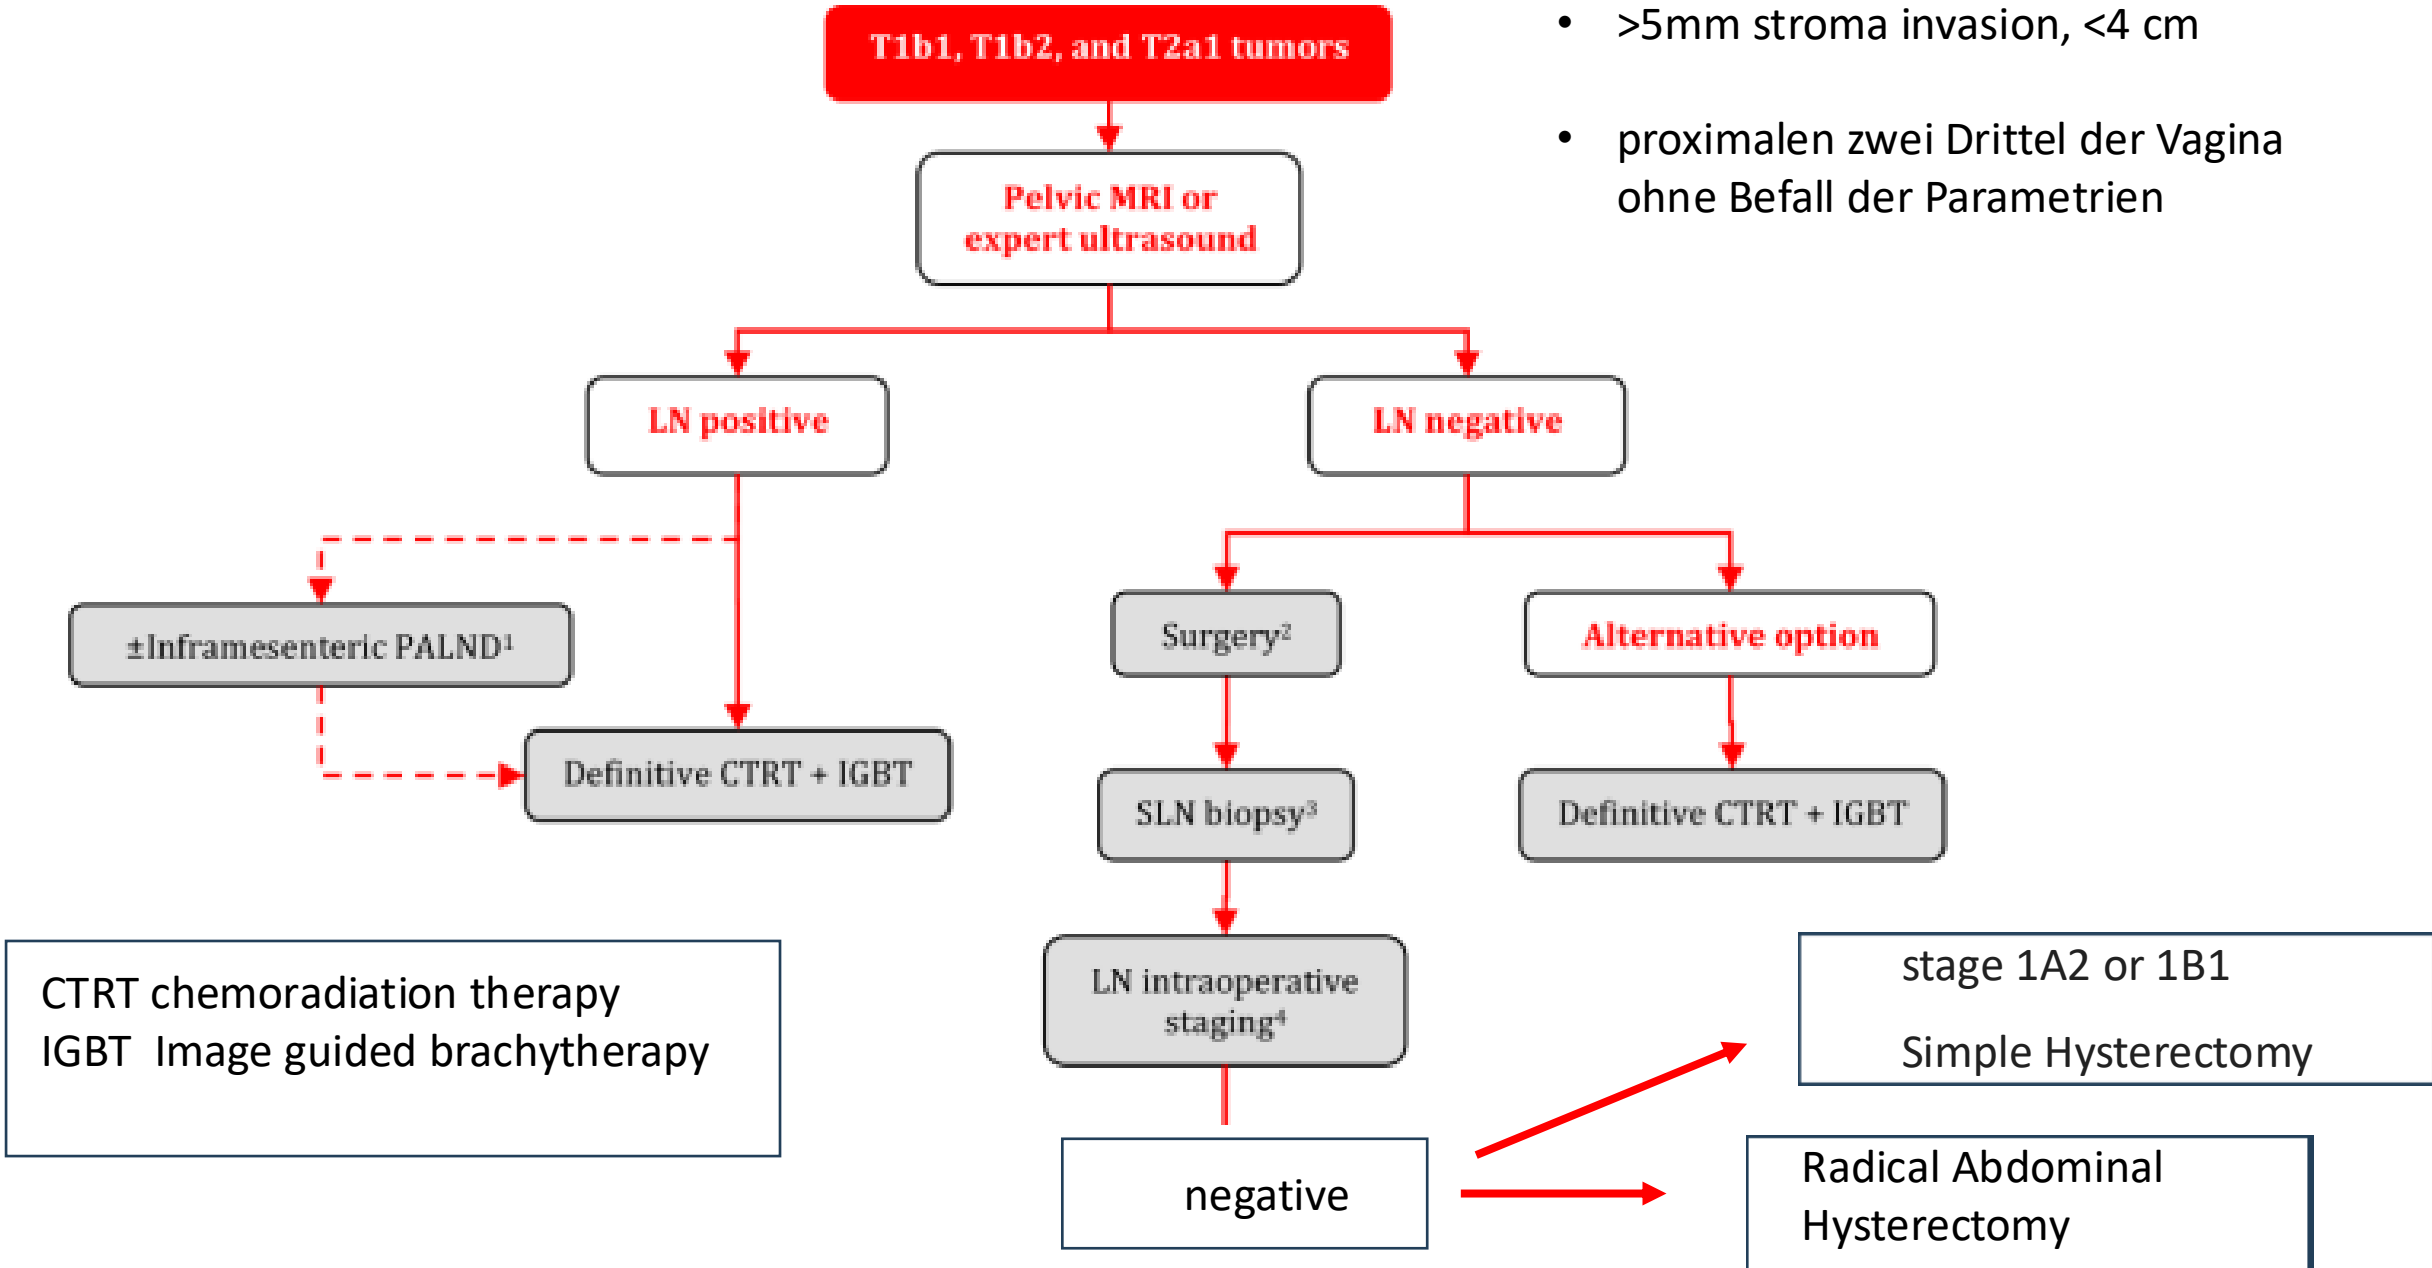 T1b1, T1b2, and T2a1 tumors
• >5mm stroma invasion, <4 cm
• proximalen zwei Drittel der Vagina
ohne Befall der Parametrien
Pelvic MRI or
expert ultrasound
LN positive
LN negative
±Inframesenteric PALND¹
Surgery²
Alternative option
Definitive CTRT + IGBT
SLN biopsy³
Definitive CTRT + IGBT
LN intraoperative
staging⁴
CTRT chemoradiation therapy
IGBT Image guided brachytherapy
stage 1A2 or 1B1
Simple Hysterectomy
negative
Radical Abdominal
Hysterectomy